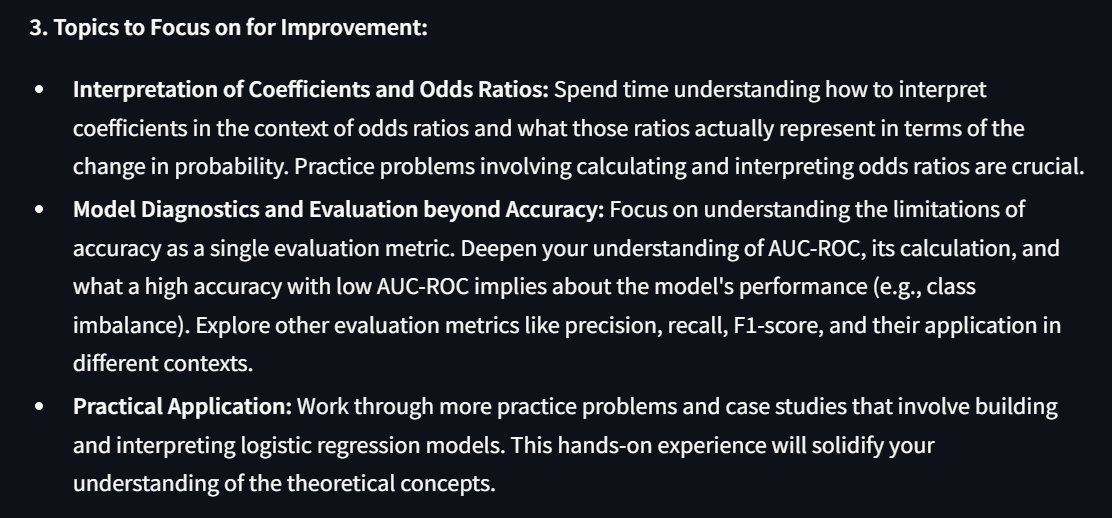 3. Topics to Focus on for Improvement:
• Interpretation of Coefficients and Odds Ratios: Spend time understanding how to interpret
coefficients in the context of odds ratios and what those ratios actually represent in terms of the
change in probability. Practice problems involving calculating and interpreting odds ratios are crucial.
• Model Diagnostics and Evaluation beyond Accuracy: Focus on understanding the limitations of
accuracy as a single evaluation metric. Deepen your understanding of AUC-ROC, its calculation, and
what a high accuracy with low AUC-ROC implies about the model's performance (e.g., class
imbalance). Explore other evaluation metrics like precision, recall, F1-score, and their application in
different contexts.
• Practical Application: Work through more practice problems and case studies that involve building
and interpreting logistic regression models. This hands-on experience will solidify your
understanding of the theoretical concepts.